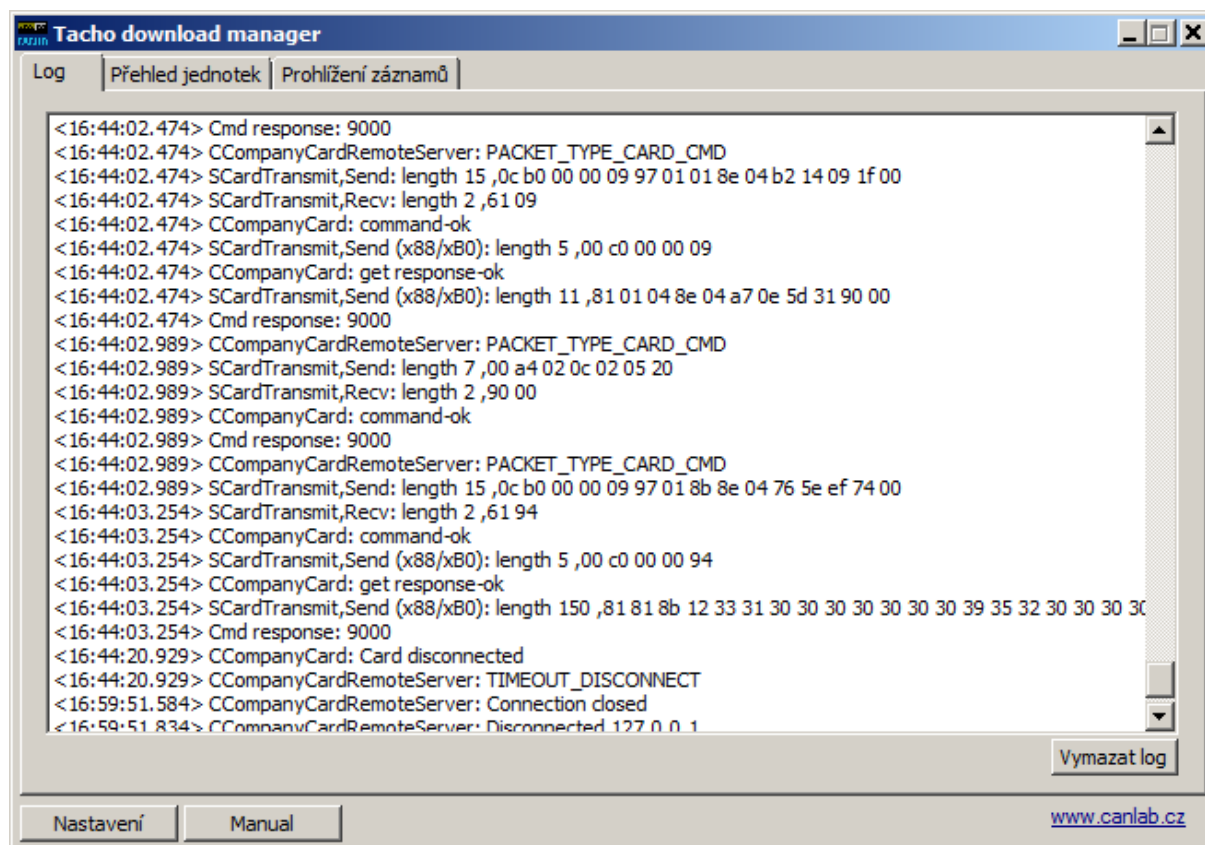 Tacho download manager
Log Přehled jednotek Prohlížení záznamů
<16:44:02.474> Cmd response: 9000
<16:44:02.474> CCompanyCardRemoteServer: PACKET_TYPE_CARD_CMD
<16:44:02.474> SCardTransmit,Send: length 15 ,0c b0 00 00 09 97 01 01 8e 04 b2 14 09 1f 00
<16:44:02.474> SCardTransmit,Recv: length 2 ,61 09
<16:44:02.474> CCompanyCard: command-ok
<16:44:02.474> SCardTransmit,Send (x88/xB0): length 5 ,00 c0 00 00 09
<16:44:02.474> CCompanyCard: get response-ok
<16:44:02.474> SCardTransmit,Send (x88/xB0): length 11 ,81 01 04 8e 04 a7 0e 5d 31 90 00
<16:44:02.474> Cmd response: 9000
<16:44:02.989> CCompanyCardRemoteServer: PACKET_TYPE_CARD_CMD
<16:44:02.989> SCardTransmit,Send: length 7 ,00 a4 02 0c 02 05 20
<16:44:02.989> SCardTransmit,Recv: length 2 ,90 00
<16:44:02.989> CCompanyCard: command-ok
<16:44:02.989> Cmd response: 9000
<16:44:02.989> CCompanyCardRemoteServer: PACKET_TYPE_CARD_CMD
<16:44:02.989> SCardTransmit,Send: length 15 ,0c b0 00 00 09 97 01 8b 8e 04 76 5e ef 74 00
<16:44:03.254> SCardTransmit,Recv: length 2 ,61 94
<16:44:03.254> CCompanyCard: command-ok
<16:44:03.254> SCardTransmit,Send (x88/xB0): length 5 ,00 c0 00 00 94
<16:44:03.254> CCompanyCard: get response-ok
<16:44:03.254> SCardTransmit,Send (x88/xB0): length 150 ,81 81 8b 12 33 31 30 30 30 30 30 30 30 39 35 32 30 30 30 30
<16:44:03.254> Cmd response: 9000
<16:44:20.929> CCompanyCard: Card disconnected
<16:44:20.929> CCompanyCardRemoteServer: TIMEOUT_DISCONNECT
<16:59:51.584> CCompanyCardRemoteServer: Connection closed
<16:59:51.834> CCompanyCardRemoteServer: Disconnected 127.0.0.1
Vymazat log
Nastavení Manual www.canlab.cz